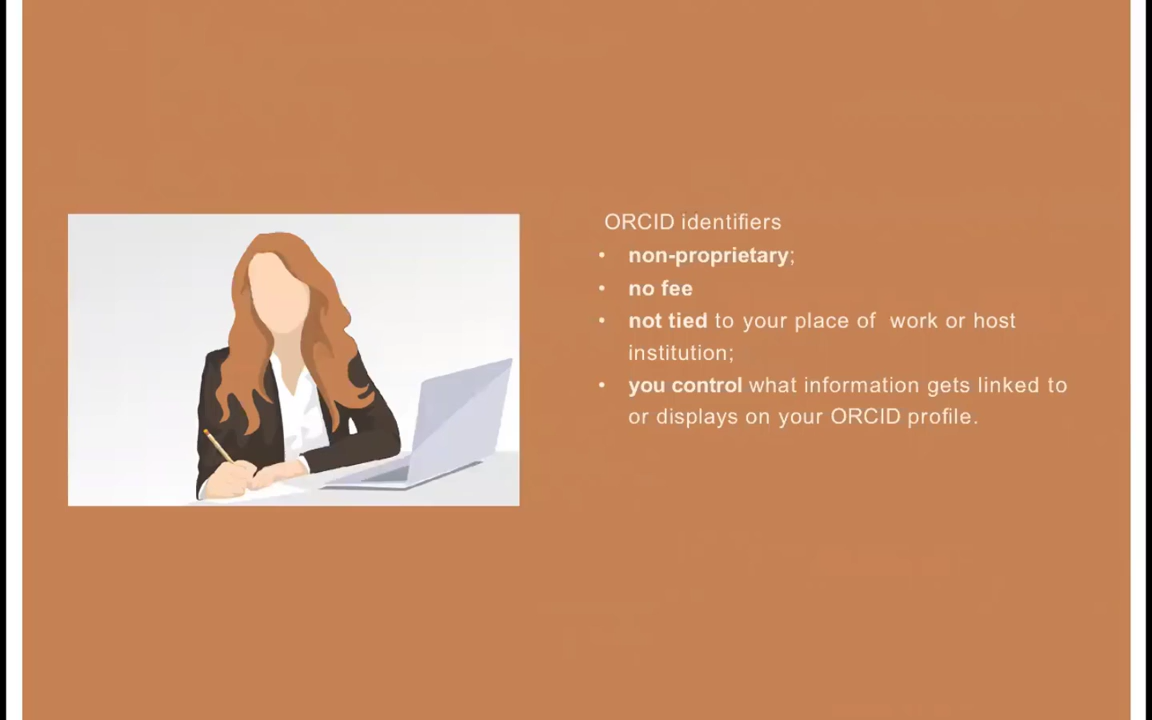 ORCID identifiers
• non-proprietary;
• no fee
• not tied to your place of work or host
institution;
• you control what information gets linked to
or displays on your ORCID profile.